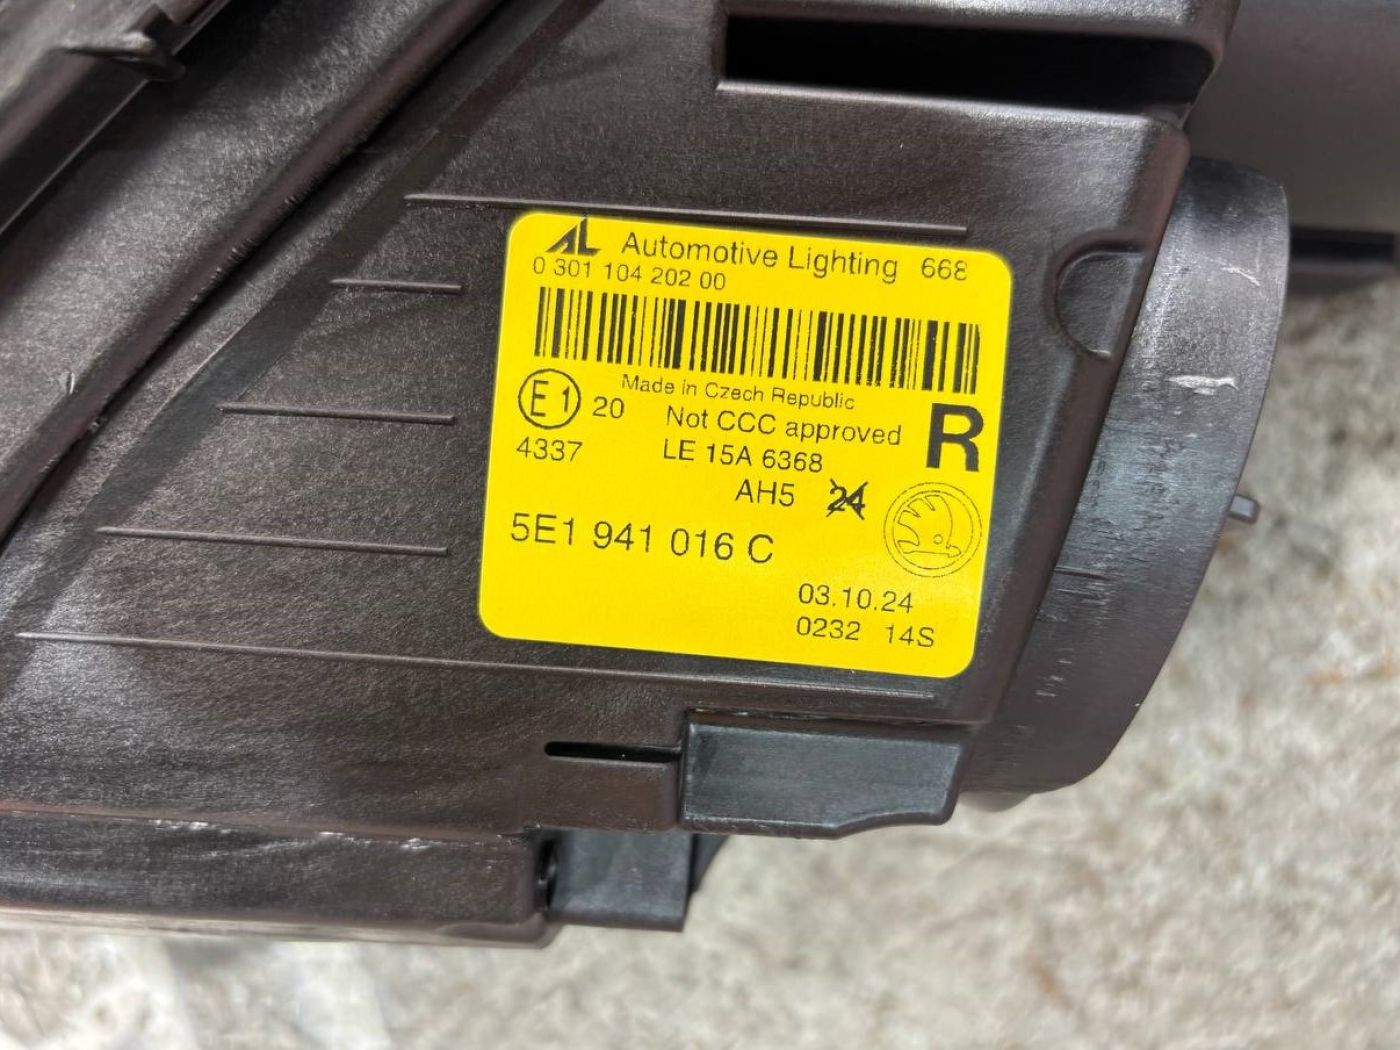 AL Automotive Lighting 668
0 301 104 202 00
Made in Czech Republic
E1 20 Not CCC approved R
4337 LE 15A 6368
AH5 24
5E1 941 016 C
03.10.24
0232 14S